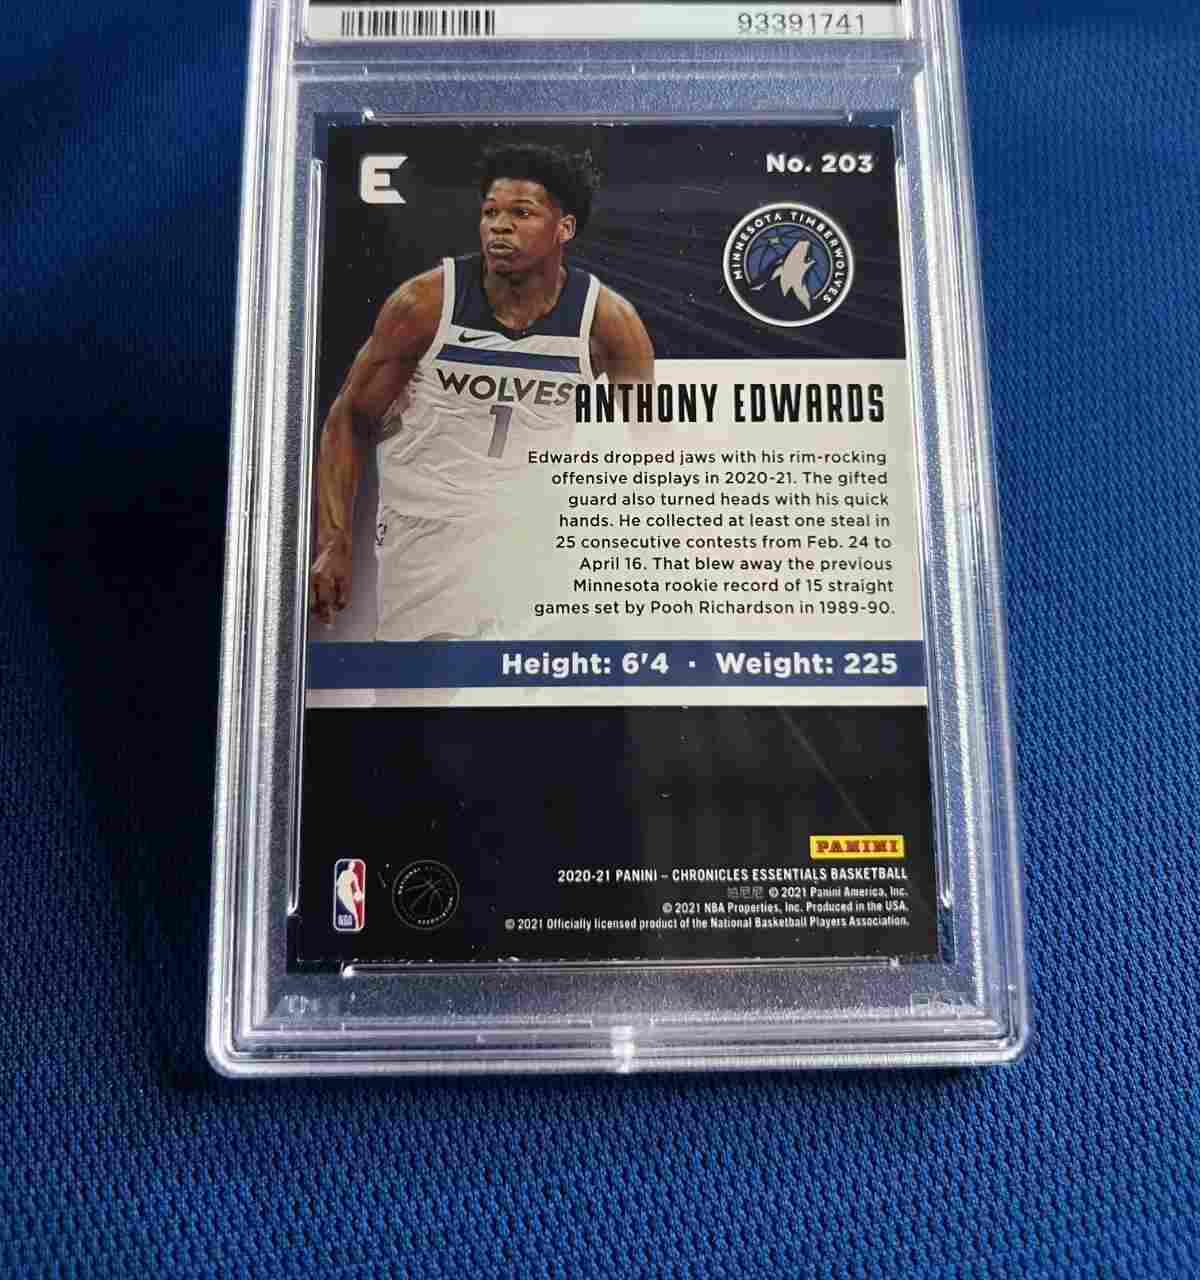 93391741
E
No. 203
MINNESOTA TIMBERWOLVES
WOLVES
1
ANTHONY EDWARDS
Edwards dropped jaws with his rim-rocking
offensive displays in 2020-21. The gifted
guard also turned heads with his quick
hands. He collected at least one steal in
25 consecutive contests from Feb. 24 to
April 16. That blew away the previous
Minnesota rookie record of 15 straight
games set by Pooh Richardson in 1989-90.
Height: 6'4 · Weight: 225
PANINI
2020-21 PANINI – CHRONICLES ESSENTIALS BASKETBALL
© 2021 Panini America, Inc.
© 2021 NBA Properties, Inc. Produced in the USA.
© 2021 Officially licensed product of the National Basketball Players Association.
NBA
NATIONAL
ASSOCIATION